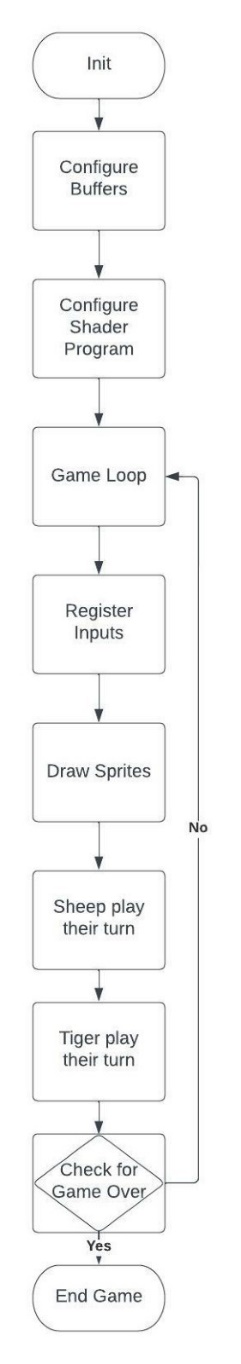 Init
Configure
Buffers
Configure
Shader
Program
Game Loop
Register
Inputs
Draw Sprites
No
Sheep play
their turn
Tiger play
their turn
Check for
Game Over
Yes
End Game